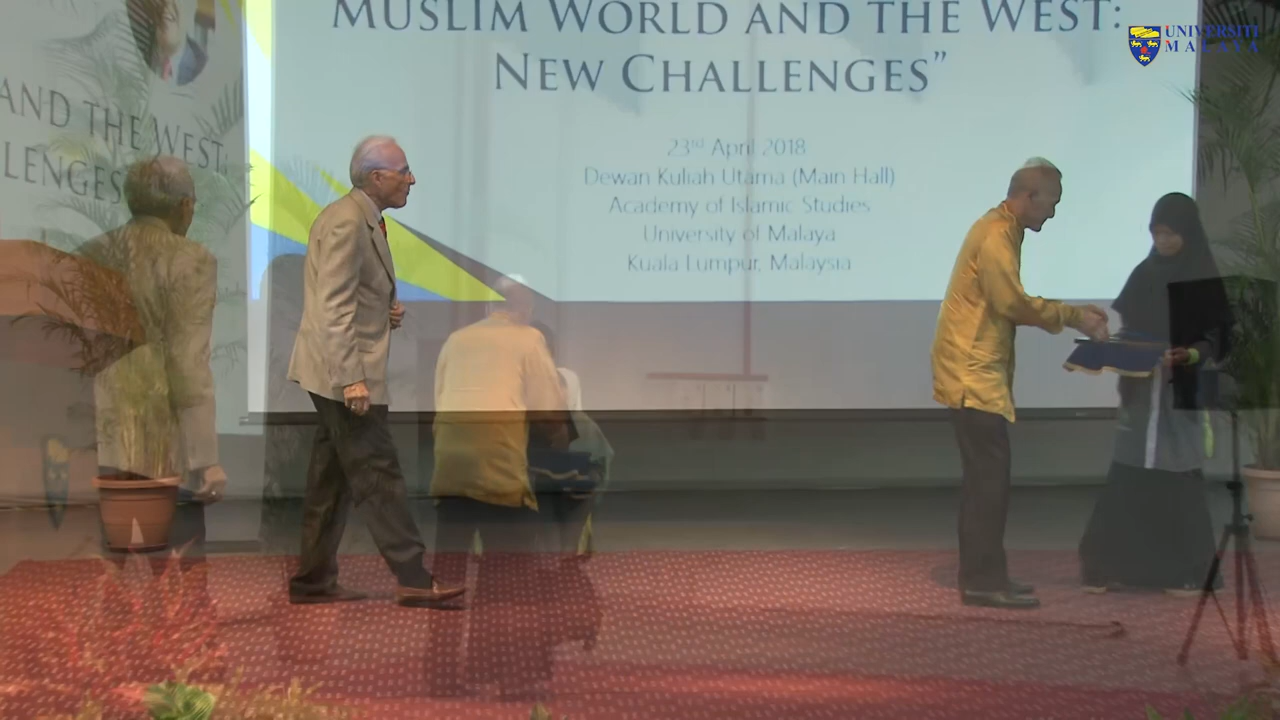 MUSLIM WORLD AND THE WEST:
NEW CHALLENGES”
23rd April 2018
Dewan Kuliah Utama (Main Hall)
Academy of Islamic Studies
University of Malaya
Kuala Lumpur, Malaysia
UNIVERSITI
MALAYA
AND THE WEST:
LENGES